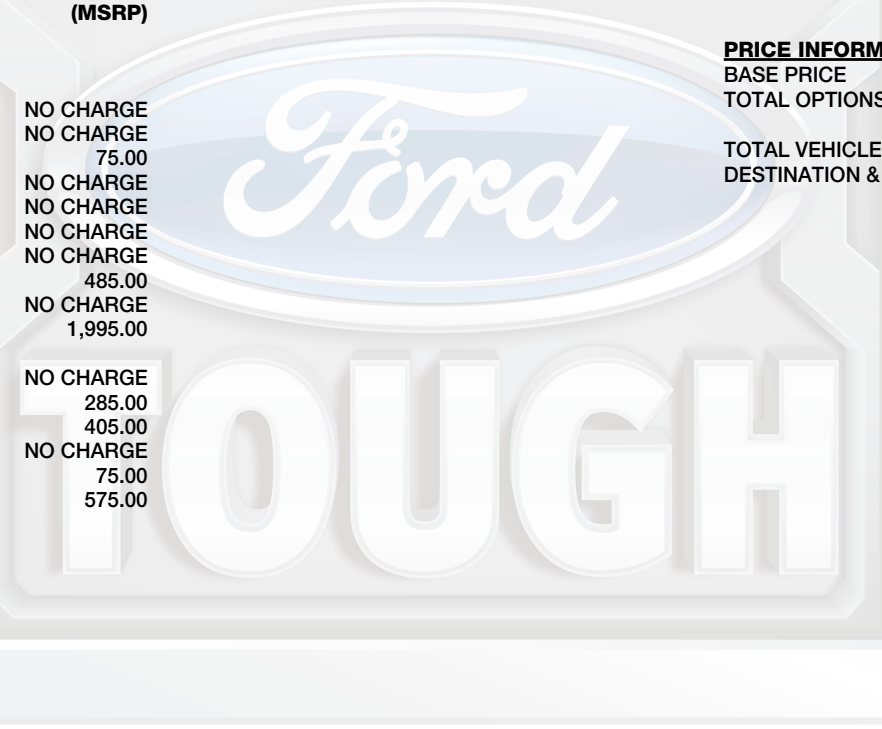 (MSRP)
NO CHARGE
NO CHARGE
75.00
NO CHARGE
NO CHARGE
NO CHARGE
NO CHARGE
485.00
NO CHARGE
1,995.00
NO CHARGE
285.00
405.00
NO CHARGE
75.00
575.00
PRICE INFORM
BASE PRICE
TOTAL OPTIONS
TOTAL VEHICLE
DESTINATION &
Ford
TOUGH